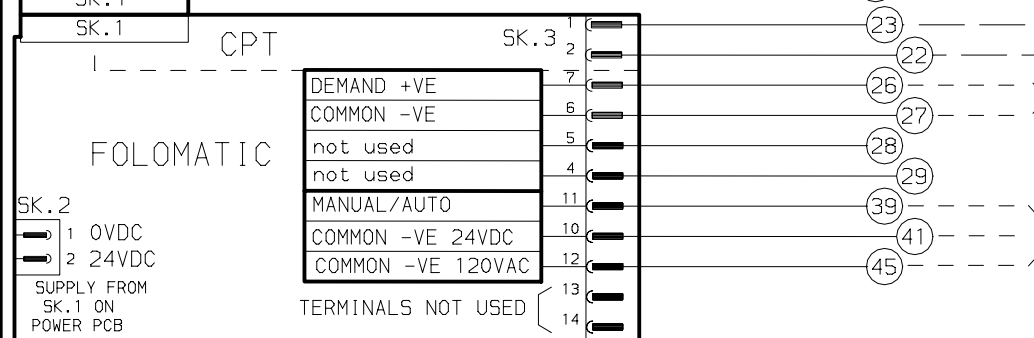 SK.1
SK.1
CPT
SK.3
1
23
2
22
DEMAND +VE
7
26
COMMON -VE
6
27
not used
5
28
FOLOMATIC
not used
4
29
SK.2
MANUAL/AUTO
11
39
1 0VDC
COMMON -VE 24VDC
10
41
2 24VDC
COMMON -VE 120VAC
12
45
SUPPLY FROM
SK.1 ON
POWER PCB
TERMINALS NOT USED
13
14